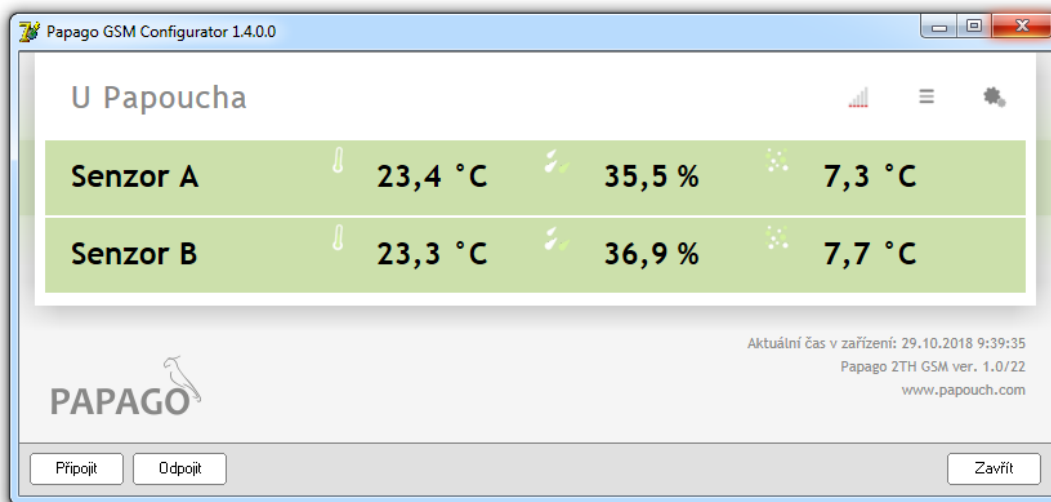 Papago GSM Configurator 1.4.0.0
U Papoucha
Senzor A 23,4 °C 35,5 % 7,3 °C
Senzor B 23,3 °C 36,9 % 7,7 °C
Aktuální čas v zařízení: 29.10.2018 9:39:35
Papago 2TH GSM ver. 1.0/22
www.papouch.com
PAPAGO
Připojit Odpojit Zavřít